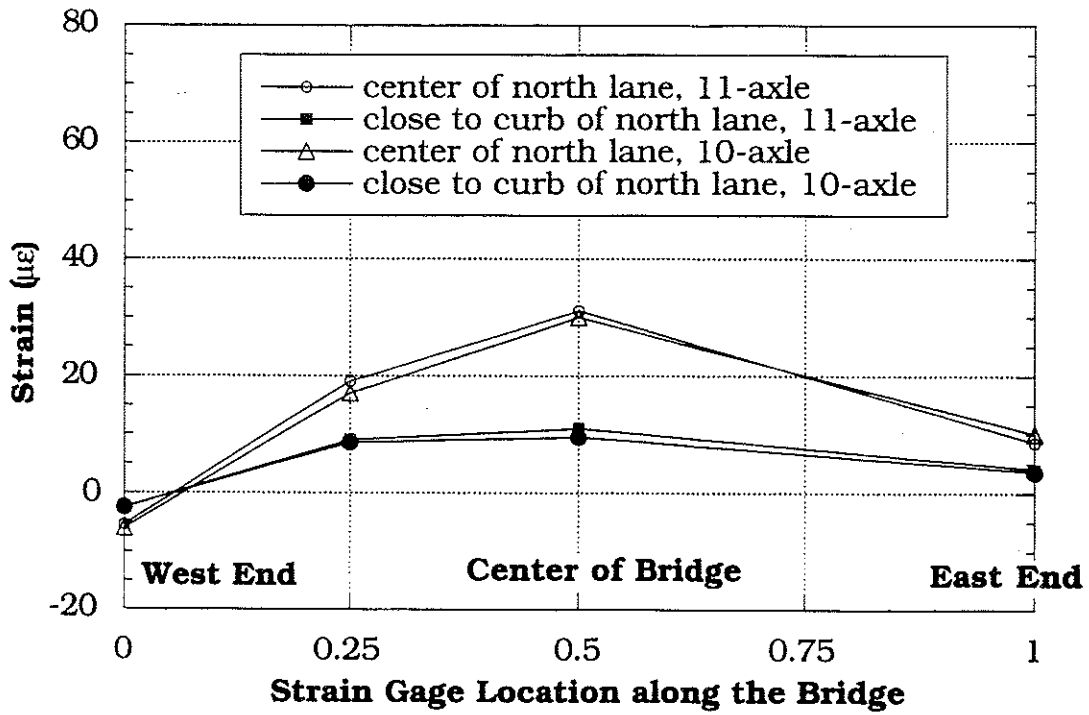 80
60
40
20
0
-20
Strain (με)
center of north lane, 11-axle
close to curb of north lane, 11-axle
center of north lane, 10-axle
close to curb of north lane, 10-axle
West End
Center of Bridge
East End
0
0.25
0.5
0.75
1
Strain Gage Location along the Bridge